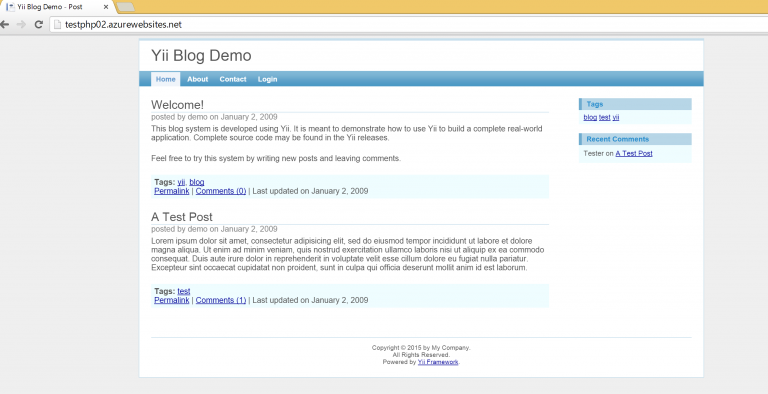 Yii Blog Demo - Post
testphp02.azurewebsites.net
Yii Blog Demo
Home About Contact Login
Welcome!
posted by demo on January 2, 2009
This blog system is developed using Yii. It is meant to demonstrate how to use Yii to build a complete real-world
application. Complete source code may be found in the Yii releases.
Feel free to try this system by writing new posts and leaving comments.
Tags: yii, blog
Permalink | Comments (0) | Last updated on January 2, 2009
A Test Post
posted by demo on January 2, 2009
Lorem ipsum dolor sit amet, consectetur adipisicing elit, sed do eiusmod tempor incididunt ut labore et dolore
magna aliqua. Ut enim ad minim veniam, quis nostrud exercitation ullamco laboris nisi ut aliquip ex ea commodo
consequat. Duis aute irure dolor in reprehenderit in voluptate velit esse cillum dolore eu fugiat nulla pariatur.
Excepteur sint occaecat cupidatat non proident, sunt in culpa qui officia deserunt mollit anim id est laborum.
Tags: test
Permalink | Comments (1) | Last updated on January 2, 2009
Tags
blog test yii
Recent Comments
Tester on A Test Post
Copyright © 2015 by My Company.
All Rights Reserved.
Powered by Yii Framework.